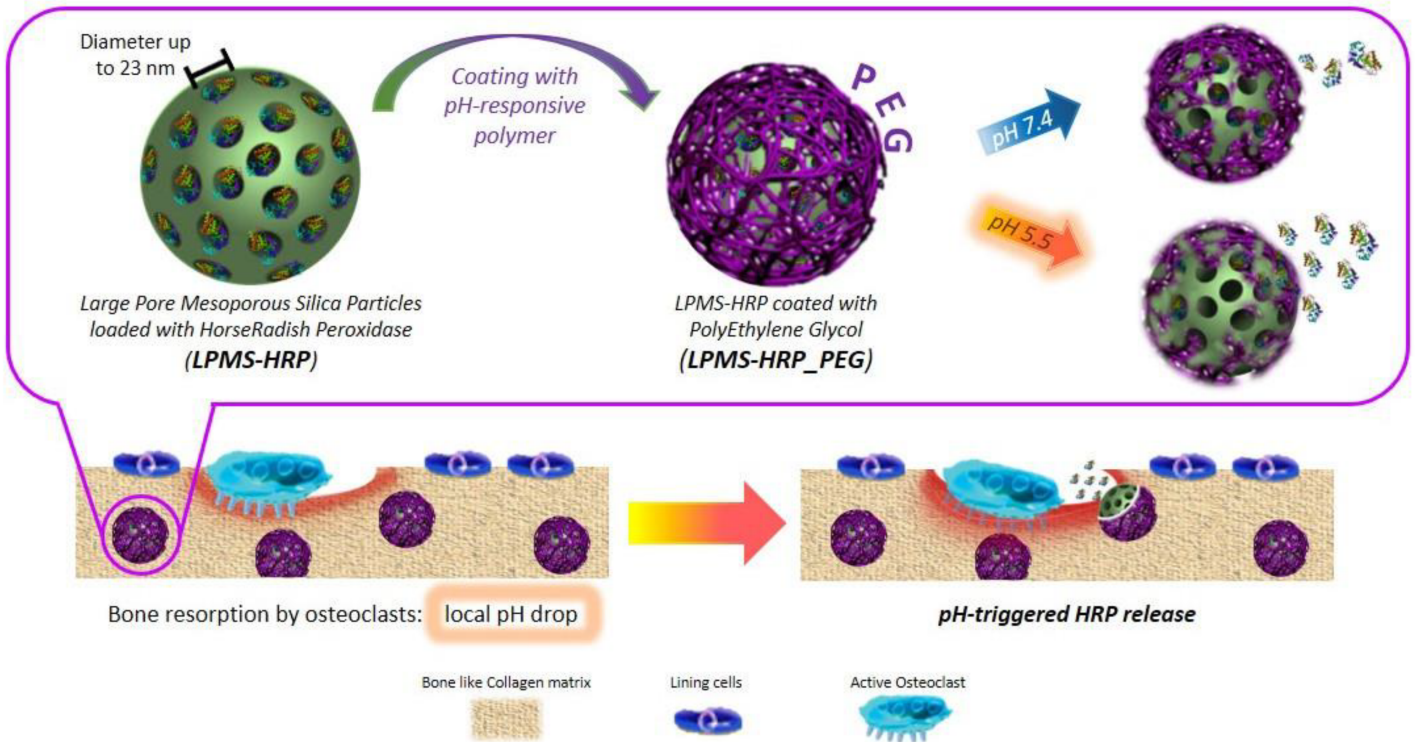 Diameter up
to 23 nm
Coating with
pH-responsive
polymer
PEG
pH 7.4
pH 5.5
Large Pore Mesoporous Silica Particles
loaded with HorseRadish Peroxidase
(LPMS-HRP)
LPMS-HRP coated with
PolyEthylene Glycol
(LPMS-HRP_PEG)
Bone resorption by osteoclasts: local pH drop
pH-triggered HRP release
Bone like Collagen matrix
Lining cells
Active Osteoclast